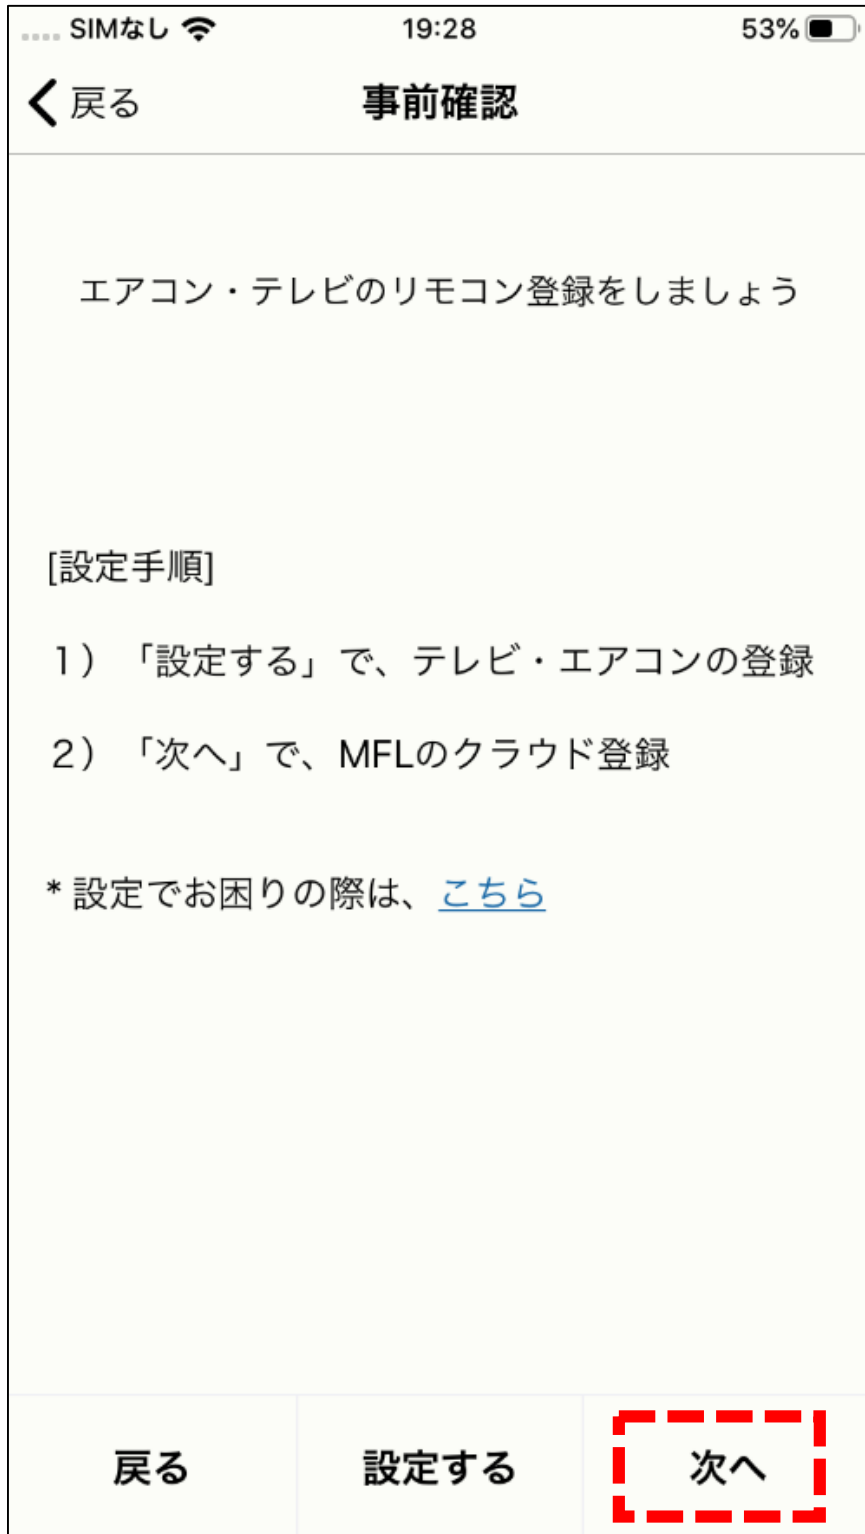 SIMなし 19:28 53%
戻る 事前確認
エアコン・テレビのリモコン登録をしましょう
[設定手順]
１）「設定する」で、テレビ・エアコンの登録
２）「次へ」で、MFLのクラウド登録
* 設定でお困りの際は、こちら
戻る 設定する 次へ